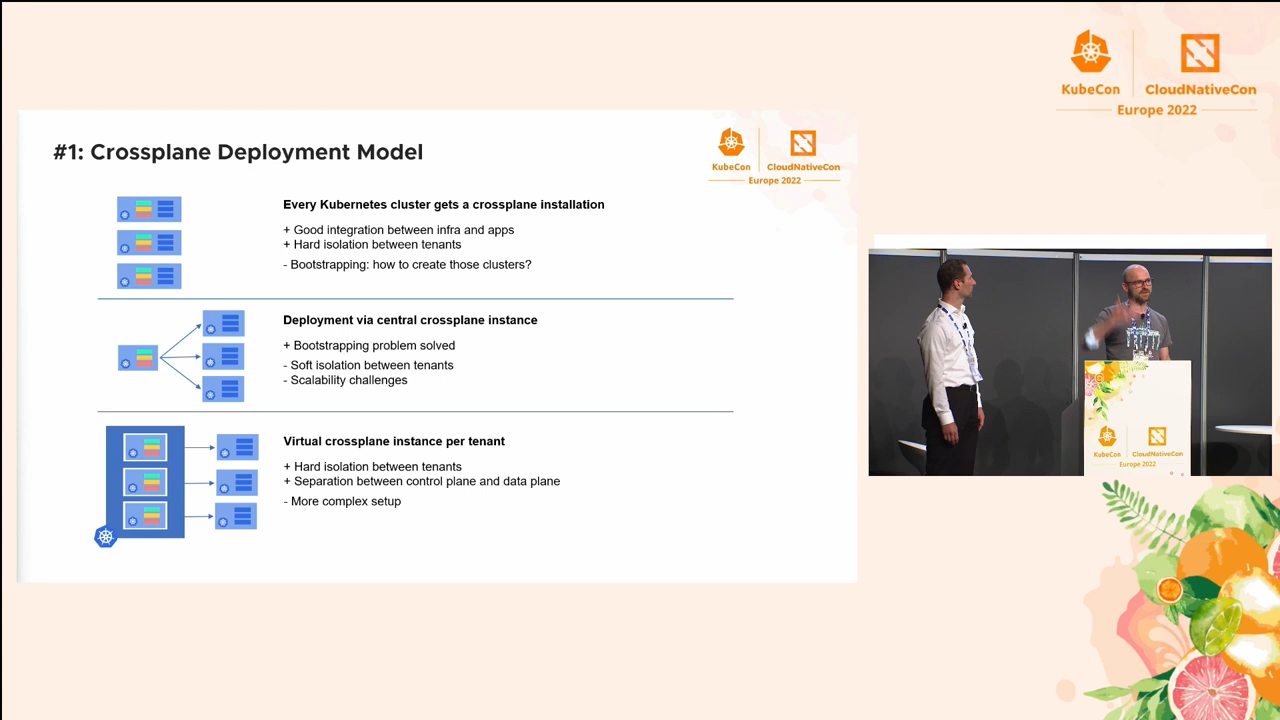 KubeCon
CloudNativeCon
Europe 2022
#1: Crossplane Deployment Model
KubeCon
CloudNativeCon
Europe 2022
Every Kubernetes cluster gets a crossplane installation
+ Good integration between infra and apps
+ Hard isolation between tenants
- Bootstrapping: how to create those clusters?
Deployment via central crossplane instance
+ Bootstrapping problem solved
- Soft isolation between tenants
- Scalability challenges
Virtual crossplane instance per tenant
+ Hard isolation between tenants
+ Separation between control plane and data plane
- More complex setup
KubeCon
CloudNativeCon
Europe 2022